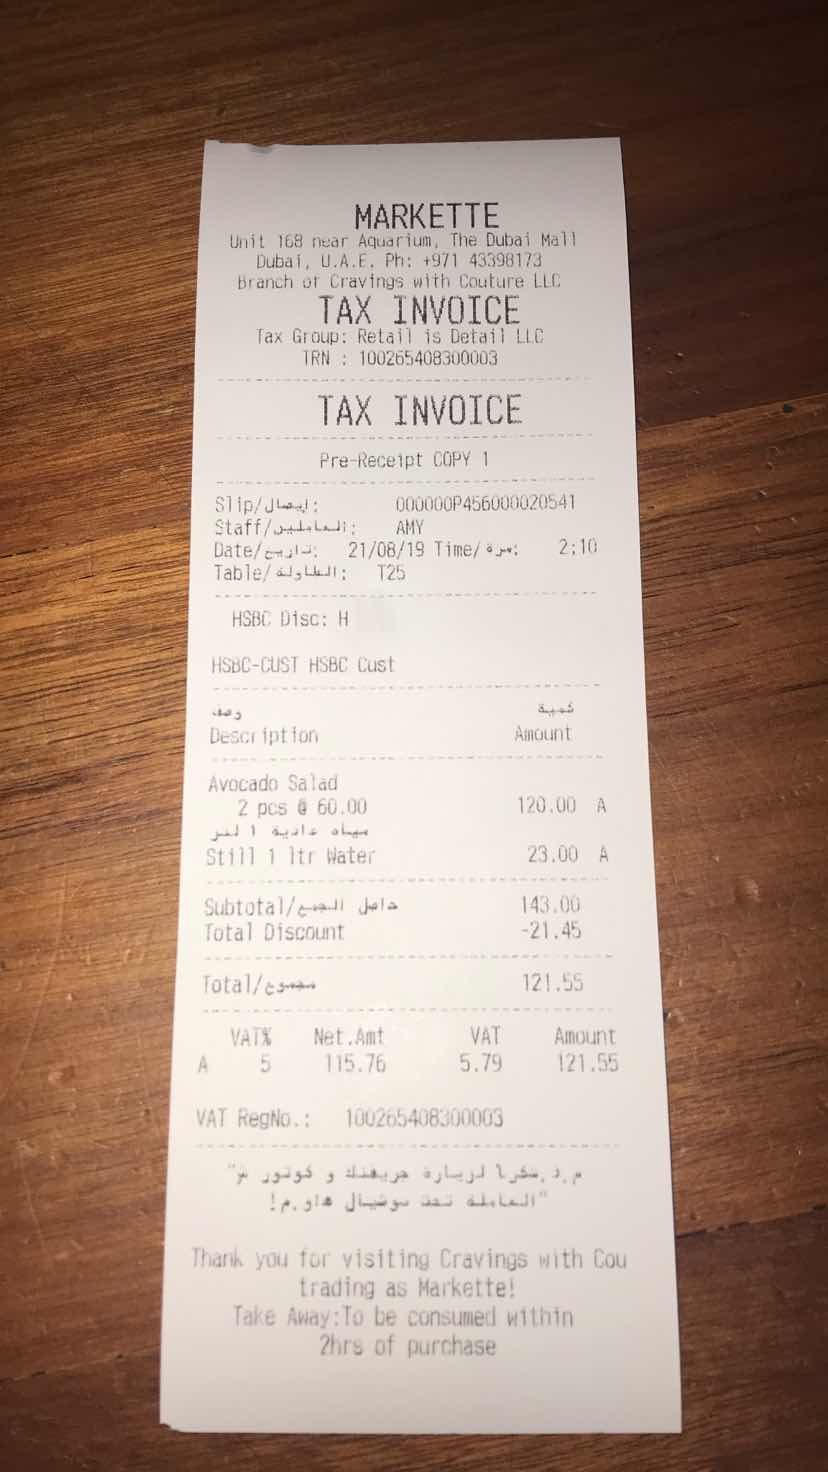 MARKETTE
Unit 168 near Aquarium, The Dubai Mall
Dubai, U.A.E. Ph: +971 43398173
Branch of Cravings with Couture LLC
TAX INVOICE
Tax Group: Retail is Detail LLC
TRN : 100265408300003
TAX INVOICE
Pre-Receipt COPY 1
Slip/إيصال: 000000P456000020541
Staff/العاملين: AMY
Date/تاريخ: 21/08/19 Time/مرة: 2:10
Table/الطاولة: T25
HSBC Disc: H
HSBC-CUST HSBC Cust
وصف كمية
Description Amount
Avocado Salad
2 pcs @ 60.00 120.00 A
مياه عادية 1 لتر
Still 1 ltr Water 23.00 A
Subtotal/حاصل الجمع 143.00
Total Discount -21.45
Total/مجموع 121.55
VAT% Net.Amt VAT Amount
A 5 115.76 5.79 121.55
VAT RegNo.: 100265408300003
لزيارة و كوتور
العاملة تحت سوشيال هاو.م!"
Thank you for visiting Cravings with Cou
trading as Markette!
Take Away:To be consumed within
2hrs of purchase